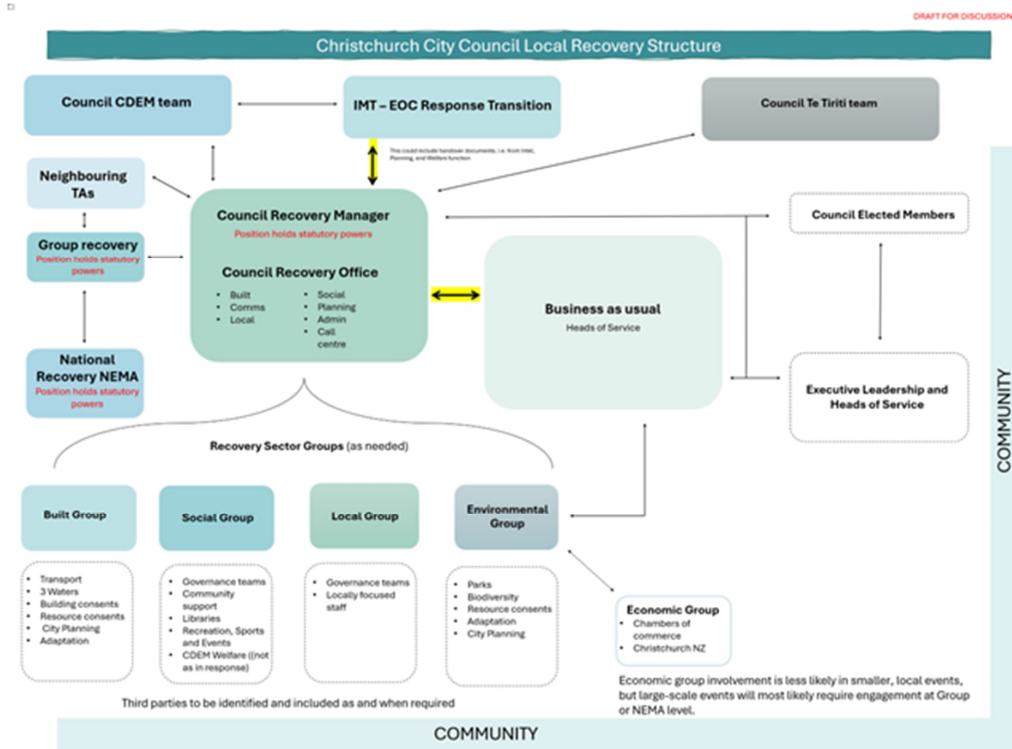 DRAFT FOR DISCUSSION
Christchurch City Council Local Recovery Structure
Council CDEM team
IMT – EOC Response Transition
Council Te Tiriti team
This could include handover documents, i.e. from Intel,
Planning, and Welfare function
Neighbouring
TAs
Group recovery
Position holds statutory
powers
National
Recovery NEMA
Position holds statutory
powers
Council Recovery Manager
Position holds statutory powers
Council Recovery Office
• Built
• Comms
• Local
• Social
• Planning
• Admin
• Call
centre
Business as usual
Heads of Service
Council Elected Members
Executive Leadership and
Heads of Service
Recovery Sector Groups (as needed)
Built Group
Social Group
Local Group
Environmental
Group
• Transport
• 3 Waters
• Building consents
• Resource consents
• City Planning
• Adaptation
• Governance teams
• Community
support
• Libraries
• Recreation, Sports
and Events
• CDEM Welfare ((not
as in response)
• Governance teams
• Locally focused
staff
• Parks
• Biodiversity
• Resource consents
• Adaptation
• City Planning
Economic Group
• Chambers of
commerce
• Christchurch NZ
Economic group involvement is less likely in smaller, local events,
but large-scale events will most likely require engagement at Group
or NEMA level.
Third parties to be identified and included as and when required
COMMUNITY
COMMUNITY